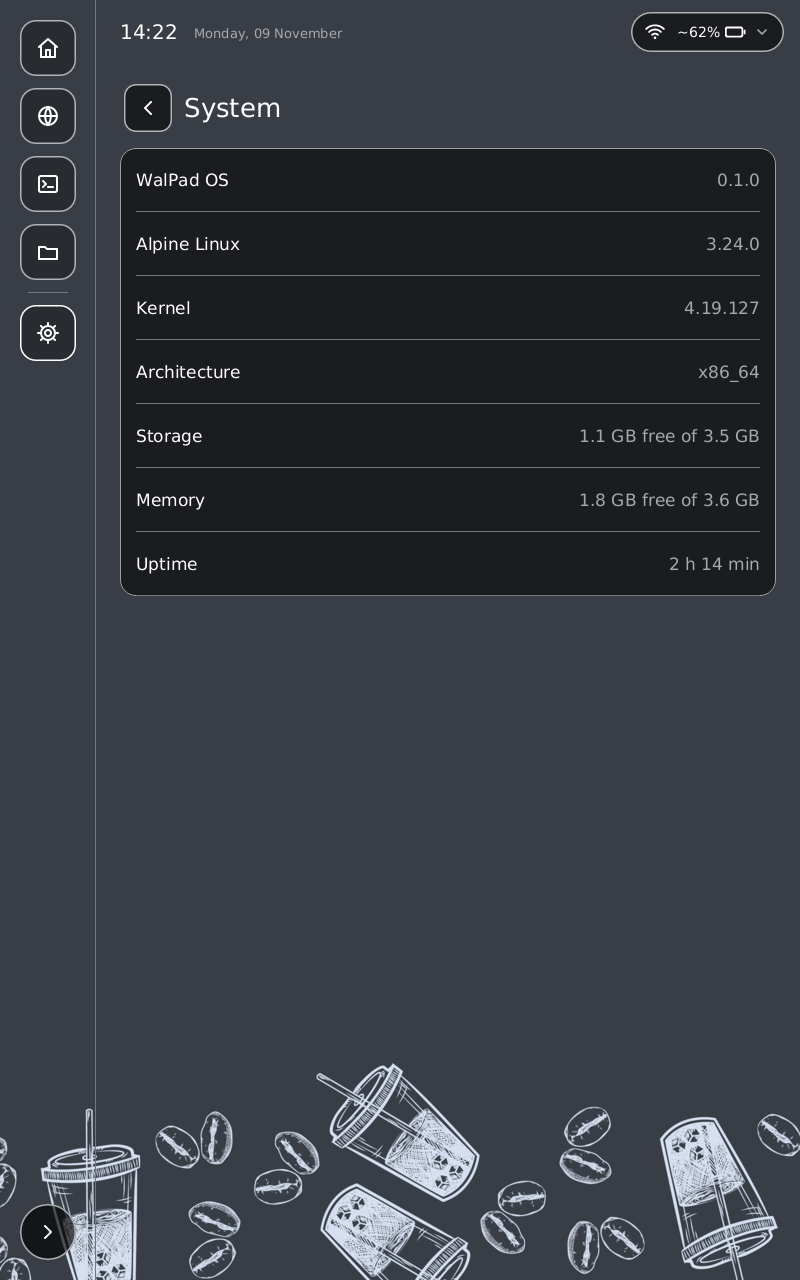 14:22 Monday, 09 November ~62%
System
WalPad OS 0.1.0
Alpine Linux 3.24.0
Kernel 4.19.127
Architecture x86_64
Storage 1.1 GB free of 3.5 GB
Memory 1.8 GB free of 3.6 GB
Uptime 2 h 14 min